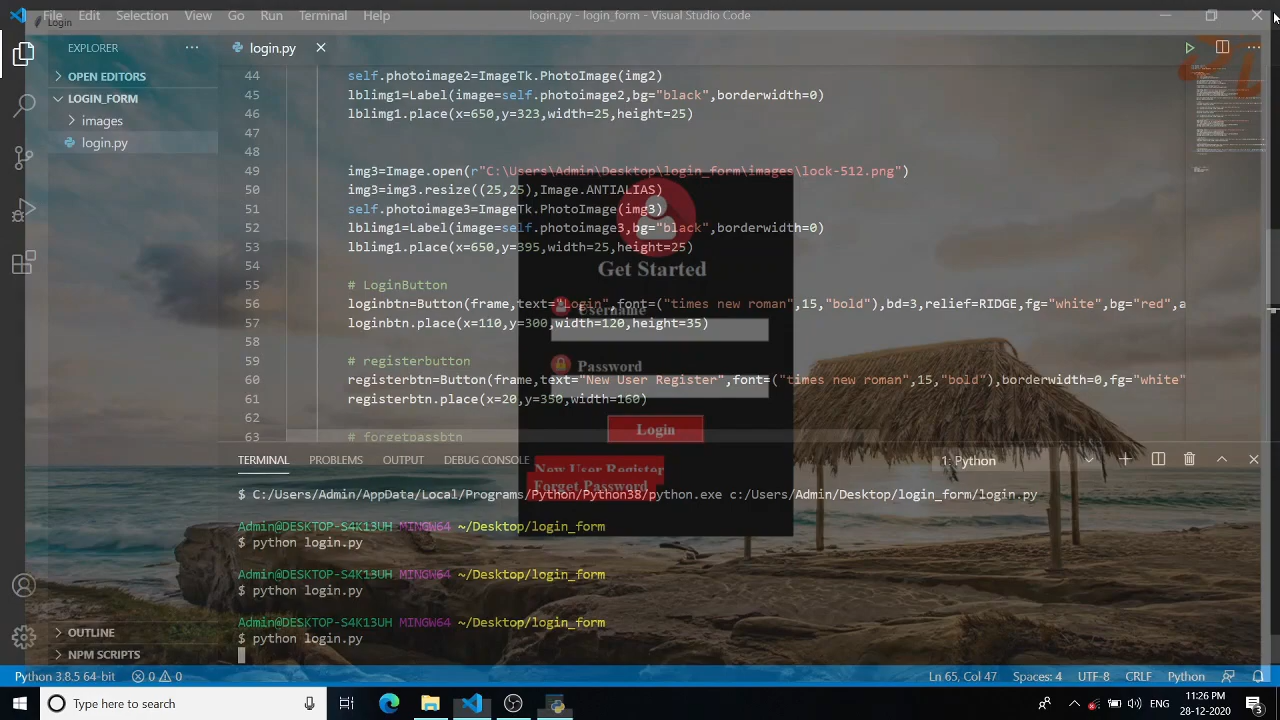 File Edit Selection View Go Run Terminal Help
login.py - login_form - Visual Studio Code
Login
EXPLORER
login.py
OPEN EDITORS
LOGIN_FORM
images
login.py
OUTLINE
NPM SCRIPTS
44 self.photoimage2=ImageTk.PhotoImage(img2)
45 lblimg1=Label(image=self.photoimage2,bg="black",borderwidth=0)
46 lblimg1.place(x=650,y=323,width=25,height=25)
47
48
49 img3=Image.open(r"C:\Users\Admin\Desktop\login_form\images\lock-512.png")
50 img3=img3.resize((25,25),Image.ANTIALIAS)
51 self.photoimage3=ImageTk.PhotoImage(img3)
52 lblimg1=Label(image=self.photoimage3,bg="black",borderwidth=0)
53 lblimg1.place(x=650,y=395,width=25,height=25)
54
55 # LoginButton
56 loginbtn=Button(frame,text="Login",font=("times new roman",15,"bold"),bd=3,relief=RIDGE,fg="white",bg="red",a
57 loginbtn.place(x=110,y=300,width=120,height=35)
58
59 # registerbutton
60 registerbtn=Button(frame,text="New User Register",font=("times new roman",15,"bold"),borderwidth=0,fg="white"
61 registerbtn.place(x=20,y=350,width=160)
62
63 # forgetpassbtn
Get Started
Username
Password
Login
New User Register
Forget Password
TERMINAL PROBLEMS OUTPUT DEBUG CONSOLE
1: Python
$ C:/Users/Admin/AppData/Local/Programs/Python/Python38/python.exe c:/Users/Admin/Desktop/login_form/login.py
Admin@DESKTOP-S4K13UH MINGW64 ~/Desktop/login_form
$ python login.py
Admin@DESKTOP-S4K13UH MINGW64 ~/Desktop/login_form
$ python login.py
Admin@DESKTOP-S4K13UH MINGW64 ~/Desktop/login_form
$ python login.py
Python 3.8.5 64-bit 0 0
Ln 65, Col 47 Spaces: 4 UTF-8 CRLF Python
Type here to search
ENG
11:26 PM
28-12-2020
3